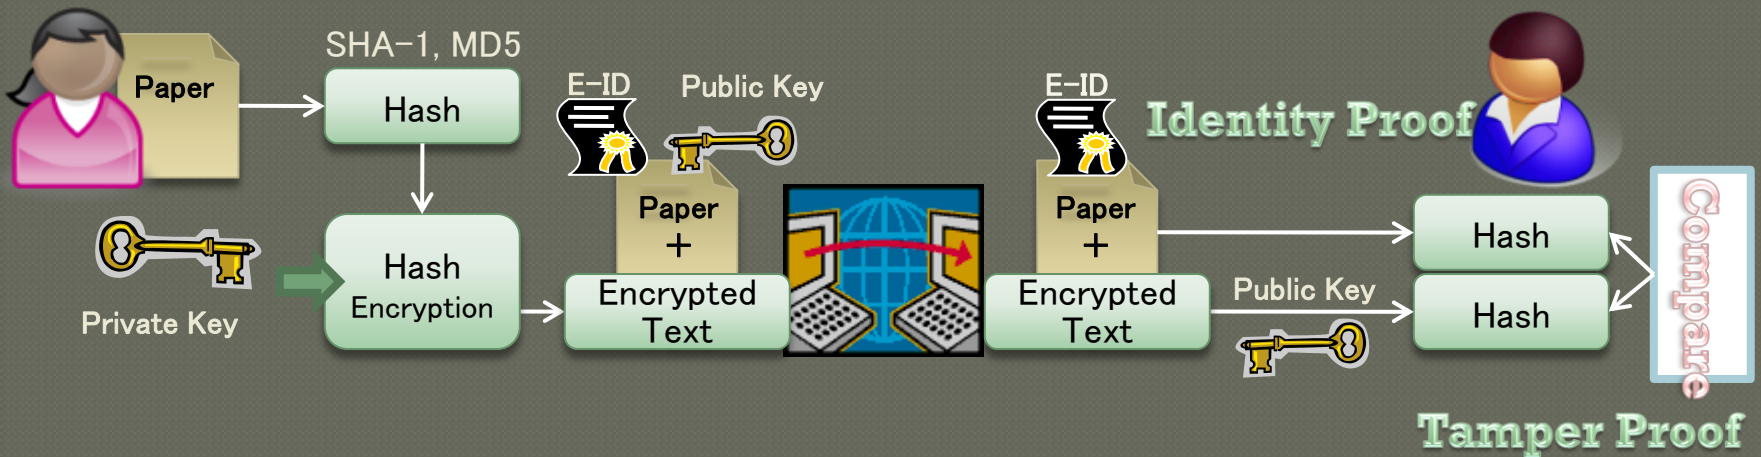 Paper
SHA-1, MD5
Hash
Hash
Encryption
Private Key
E-ID
Public Key
Paper
+
Encrypted
Text
E-ID
Paper
+
Encrypted
Text
Identity Proof
Public Key
Hash
Hash
Compare
Tamper Proof